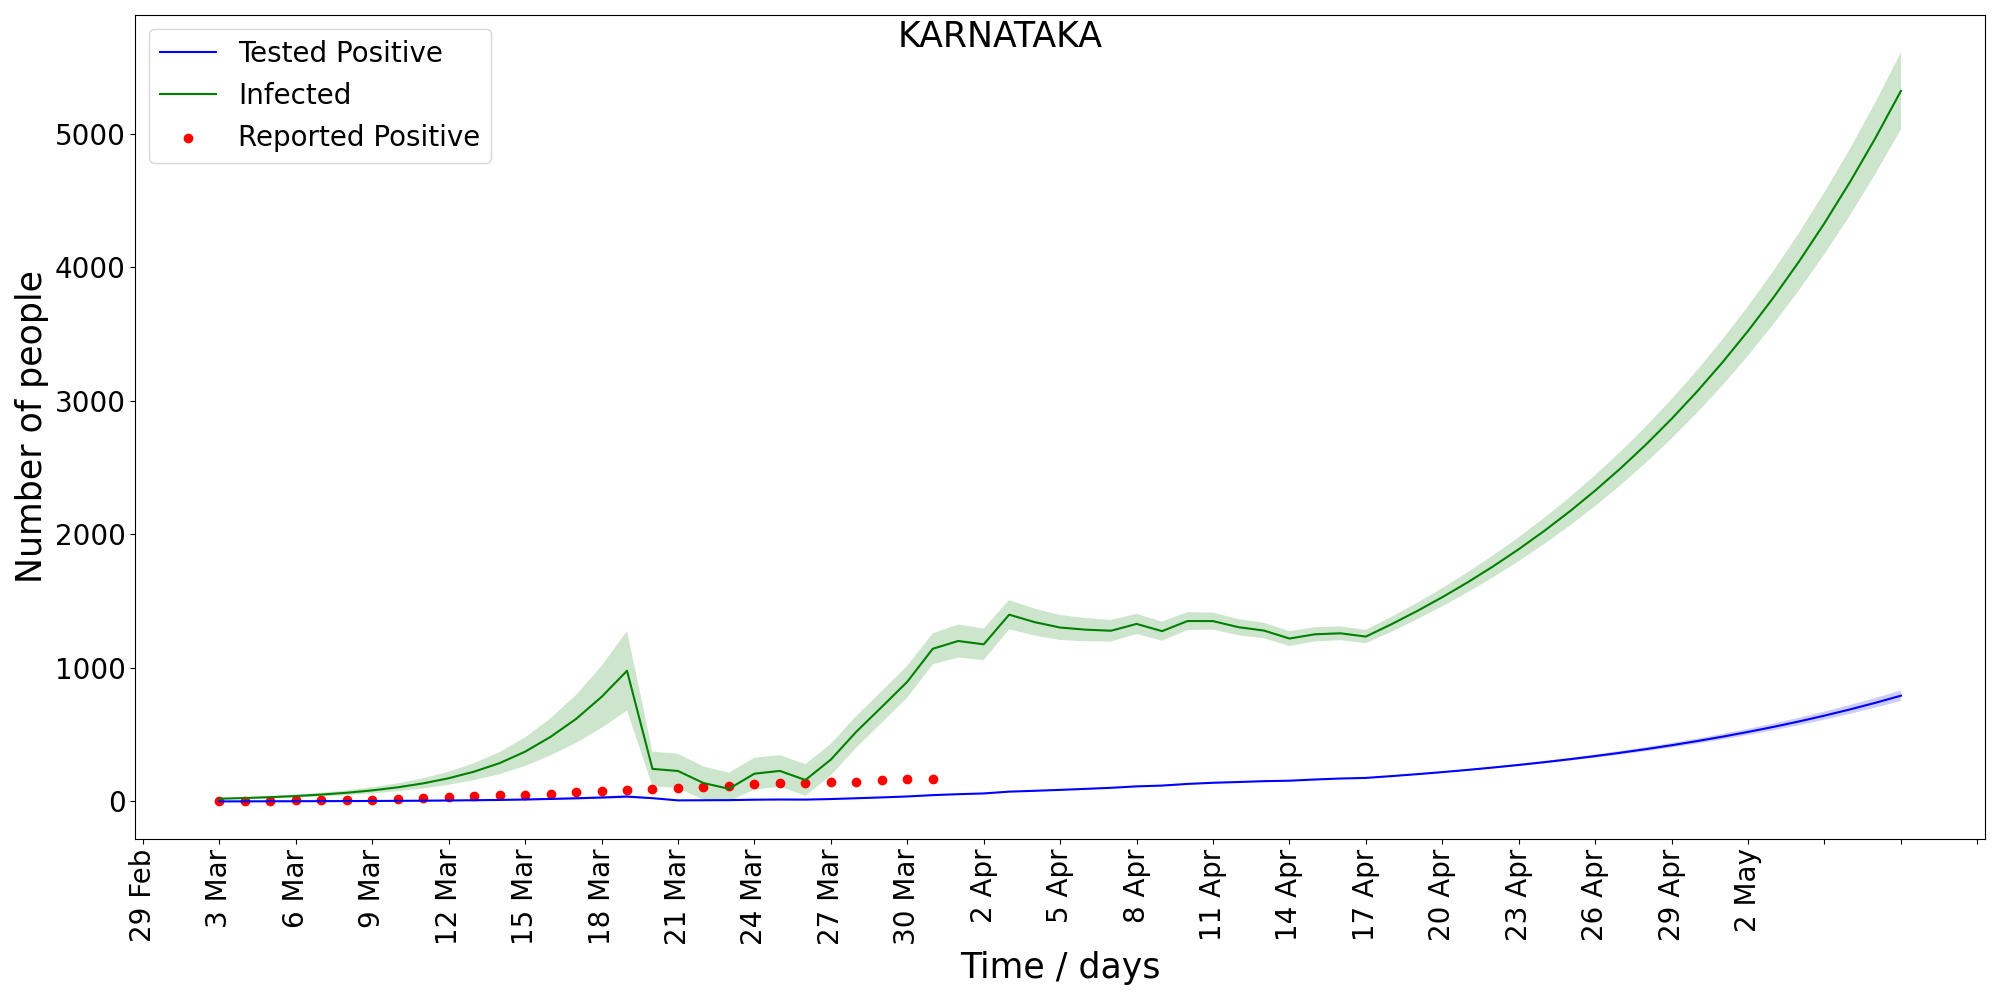 KARNATAKA
Tested Positive
Infected
Reported Positive
Number of people
5000
4000
3000
2000
1000
0
29 Feb
3 Mar
6 Mar
9 Mar
12 Mar
15 Mar
18 Mar
21 Mar
24 Mar
27 Mar
30 Mar
2 Apr
5 Apr
8 Apr
11 Apr
14 Apr
17 Apr
20 Apr
23 Apr
26 Apr
29 Apr
2 May
Time / days